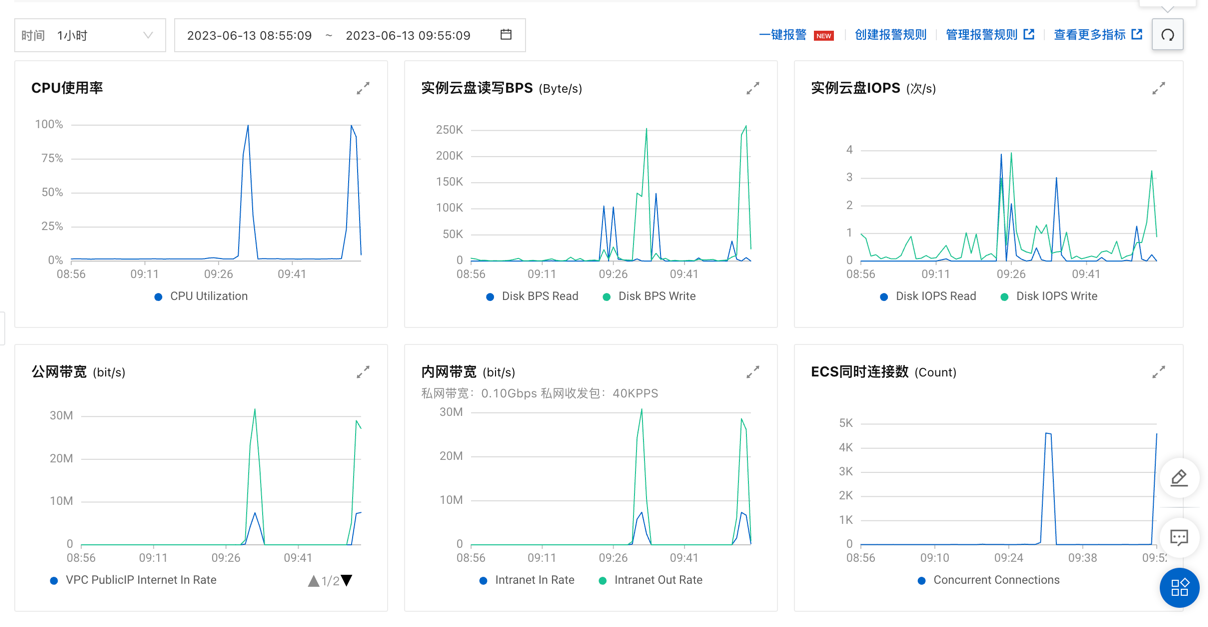 时间 1小时
2023-06-13 08:55:09 ~ 2023-06-13 09:55:09
一键报警 NEW 创建报警规则 管理报警规则 查看更多指标
CPU使用率
100%
75%
50%
25%
0%
08:56 09:11 09:26 09:41
CPU Utilization
实例云盘读写BPS (Byte/s)
250K
200K
150K
100K
50K
0
08:56 09:11 09:26 09:41
Disk BPS Read Disk BPS Write
实例云盘IOPS (次/s)
4
3
2
1
0
08:56 09:11 09:26 09:41
Disk IOPS Read Disk IOPS Write
公网带宽 (bit/s)
30M
20M
10M
0
08:56 09:11 09:26 09:41
VPC PublicIP Internet In Rate ▲1/2▼
内网带宽 (bit/s)
私网带宽：0.10Gbps 私网收发包：40KPPS
30M
20M
10M
0
08:56 09:11 09:26 09:41
Intranet In Rate Intranet Out Rate
ECS同时连接数 (Count)
5K
4K
3K
2K
1K
0
08:56 09:10 09:24 09:38
Concurrent Connections